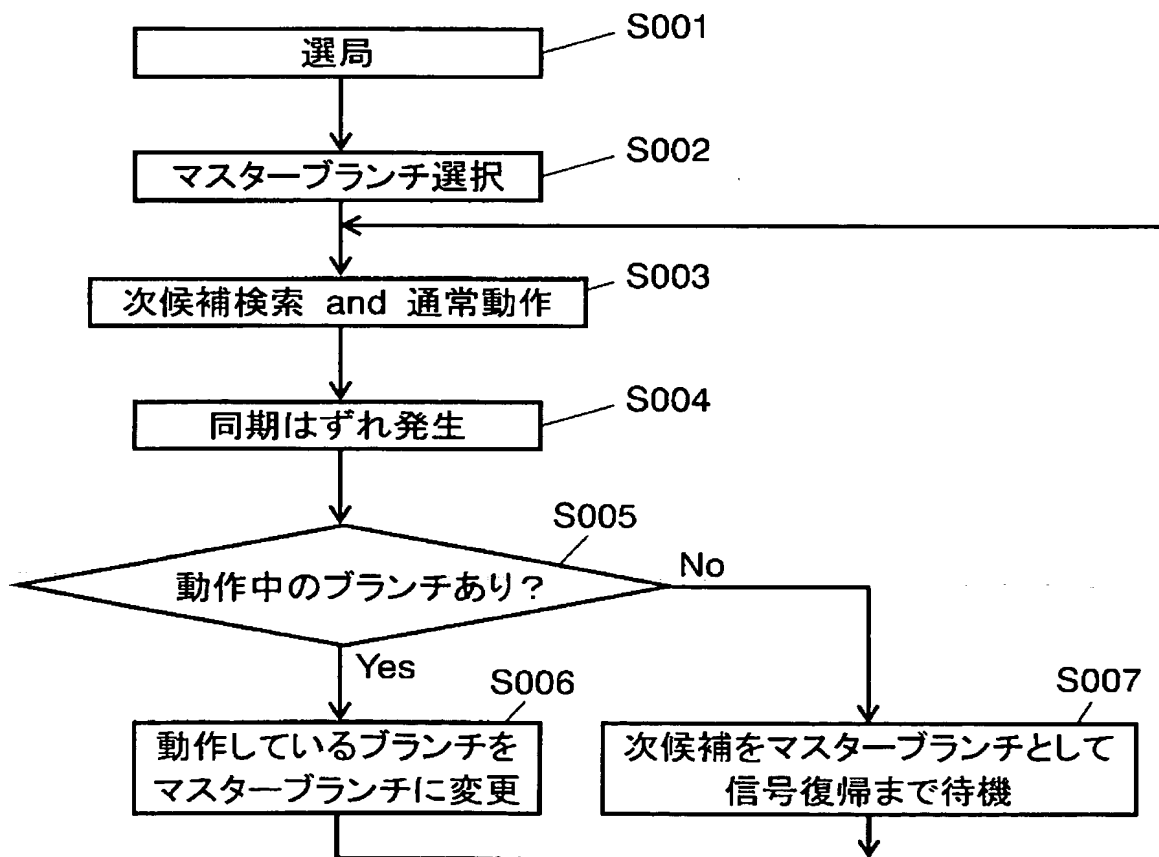 S001
選局
S002
マスターブランチ選択
S003
次候補検索 and 通常動作
S004
同期はずれ発生
S005
動作中のブランチあり?
No
Yes
S006
動作しているブランチを
マスターブランチに変更
S007
次候補をマスターブランチとして
信号復帰まで待機